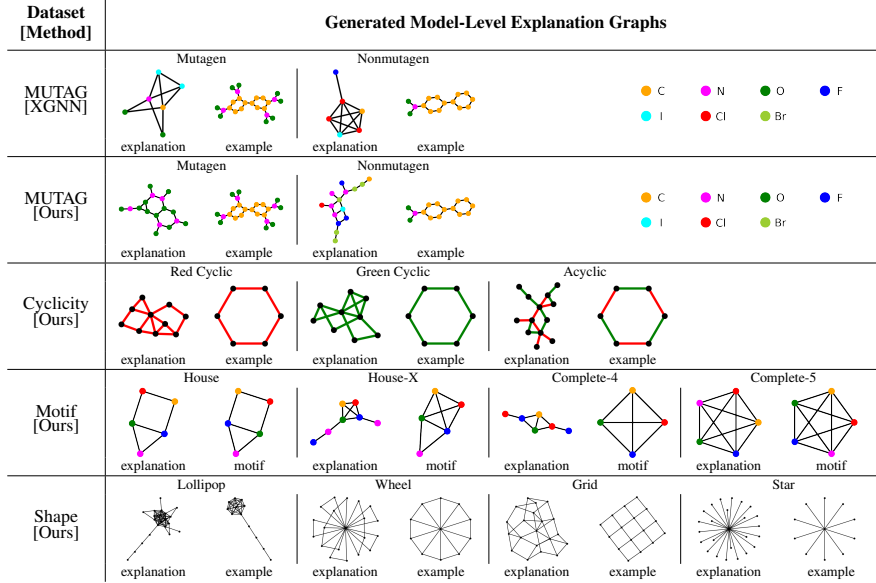 Dataset
[Method]
Generated Model-Level Explanation Graphs
MUTAG
[XGNN]
Mutagen
Nonmutagen
explanation
example
explanation
example
C
N
O
F
I
Cl
Br
MUTAG
[Ours]
Mutagen
Nonmutagen
explanation
example
explanation
example
C
N
O
F
I
Cl
Br
Cyclicity
[Ours]
Red Cyclic
Green Cyclic
Acyclic
explanation
example
explanation
example
explanation
example
Motif
[Ours]
House
House-X
Complete-4
Complete-5
explanation
motif
explanation
motif
explanation
motif
explanation
motif
Shape
[Ours]
Lollipop
Wheel
Grid
Star
explanation
example
explanation
example
explanation
example
explanation
example